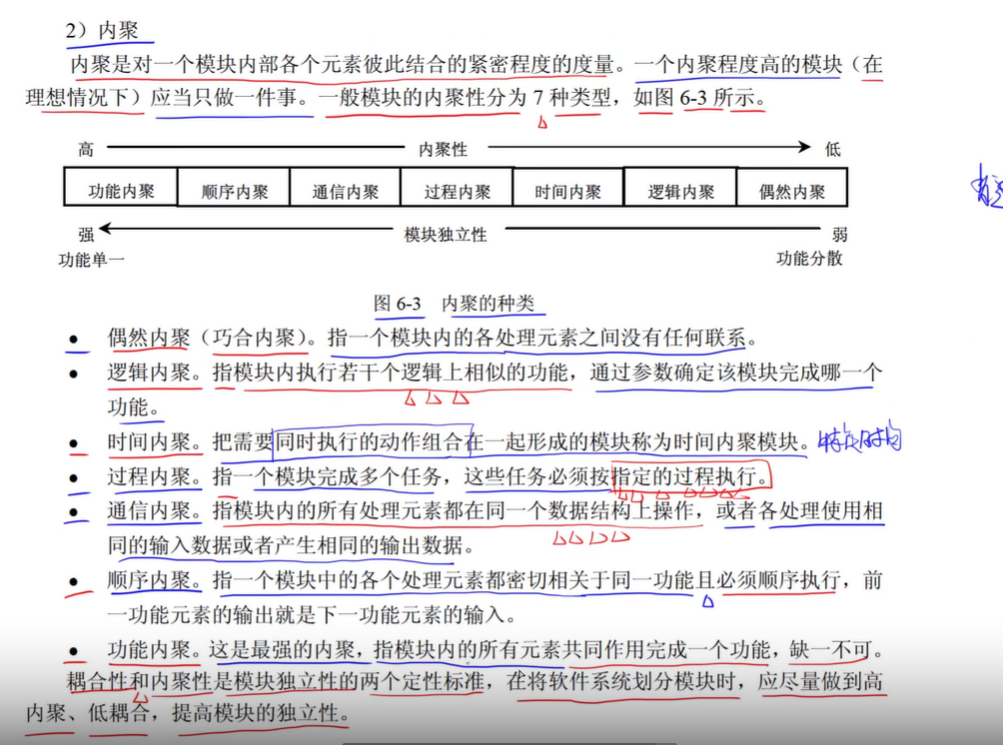 2）内聚
内聚是对一个模块内部各个元素彼此结合的紧密程度的度量。一个内聚程度高的模块（在
理想情况下）应当只做一件事。一般模块的内聚性分为 7 种类型，如图 6-3 所示。
高 内聚性 低
功能内聚 顺序内聚 通信内聚 过程内聚 时间内聚 逻辑内聚 偶然内聚
强 模块独立性 弱
功能单一 功能分散
图 6-3 内聚的种类
● 偶然内聚（巧合内聚）。指一个模块内的各处理元素之间没有任何联系。
● 逻辑内聚。指模块内执行若干个逻辑上相似的功能，通过参数确定该模块完成哪一个
功能。
● 时间内聚。把需要同时执行的动作组合在一起形成的模块称为时间内聚模块。
● 过程内聚。指一个模块完成多个任务，这些任务必须按指定的过程执行。
● 通信内聚。指模块内的所有处理元素都在同一个数据结构上操作，或者各处理使用相
同的输入数据或者产生相同的输出数据。
● 顺序内聚。指一个模块中的各个处理元素都密切相关于同一功能且必须顺序执行，前
一功能元素的输出就是下一功能元素的输入。
● 功能内聚。这是最强的内聚，指模块内的所有元素共同作用完成一个功能，缺一不可。
耦合性和内聚性是模块独立性的两个定性标准，在将软件系统划分模块时，应尽量做到高
内聚、低耦合，提高模块的独立性。